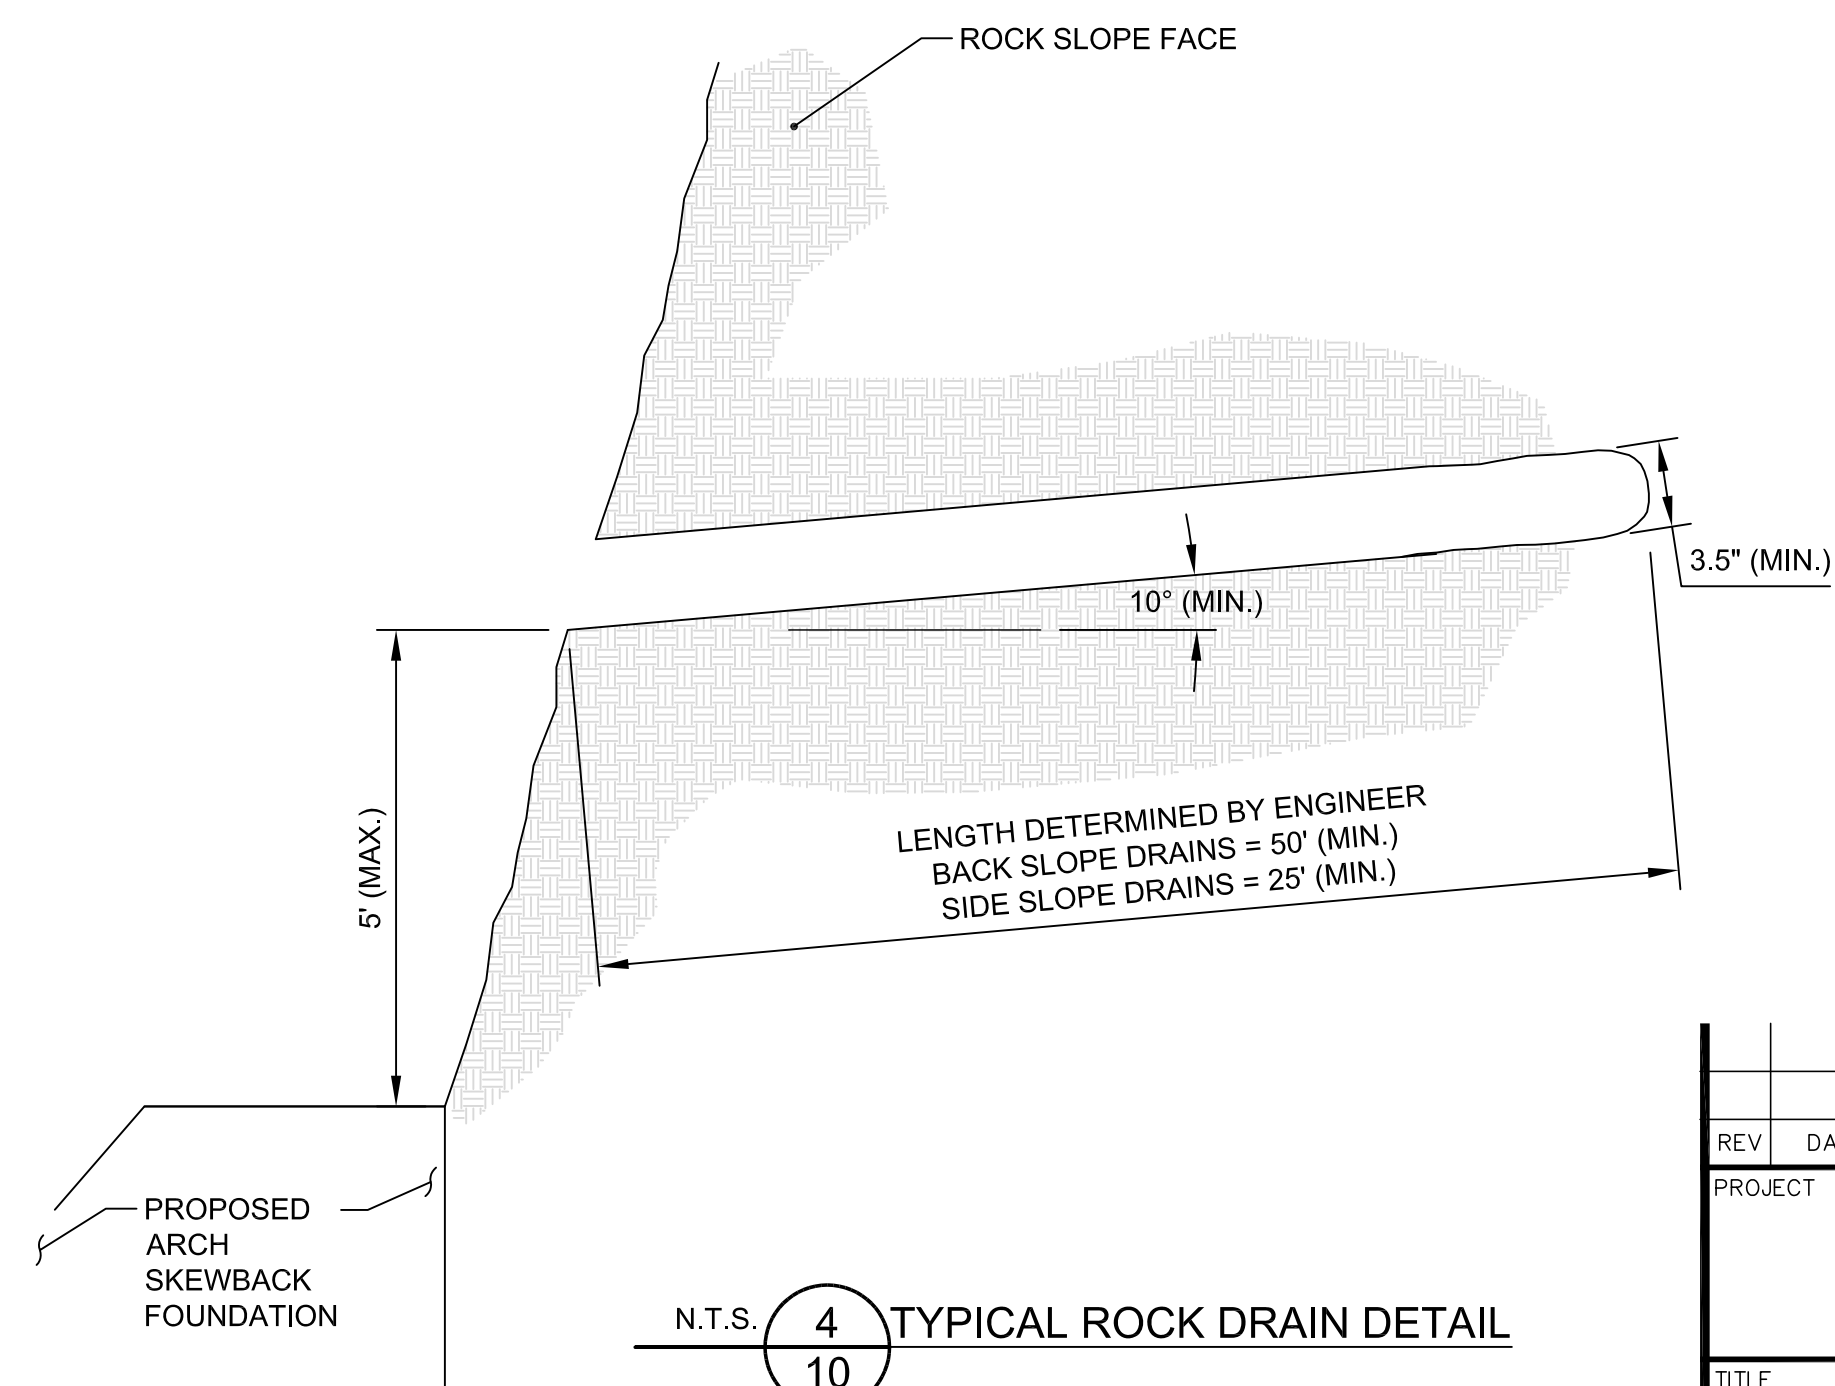 ROCK SLOPE FACE
3.5" (MIN.)
10° (MIN.)
5' (MAX.)
LENGTH DETERMINED BY ENGINEER
BACK SLOPE DRAINS = 50' (MIN.)
SIDE SLOPE DRAINS = 25' (MIN.)
PROPOSED
ARCH
SKEWBACK
FOUNDATION
N.T.S.
4
10
TYPICAL ROCK DRAIN DETAIL
REV
PROJECT
TITLE